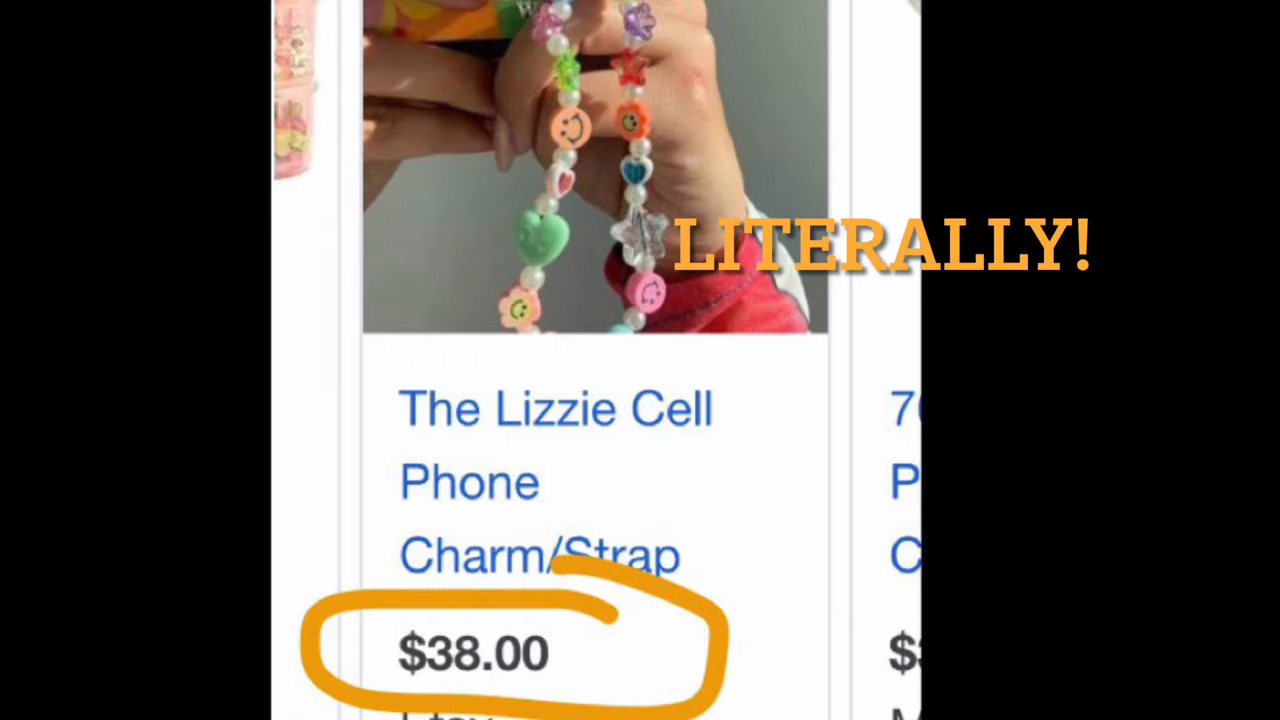 LITERALLY!
The Lizzie Cell
Phone
Charm/Strap
$38.00